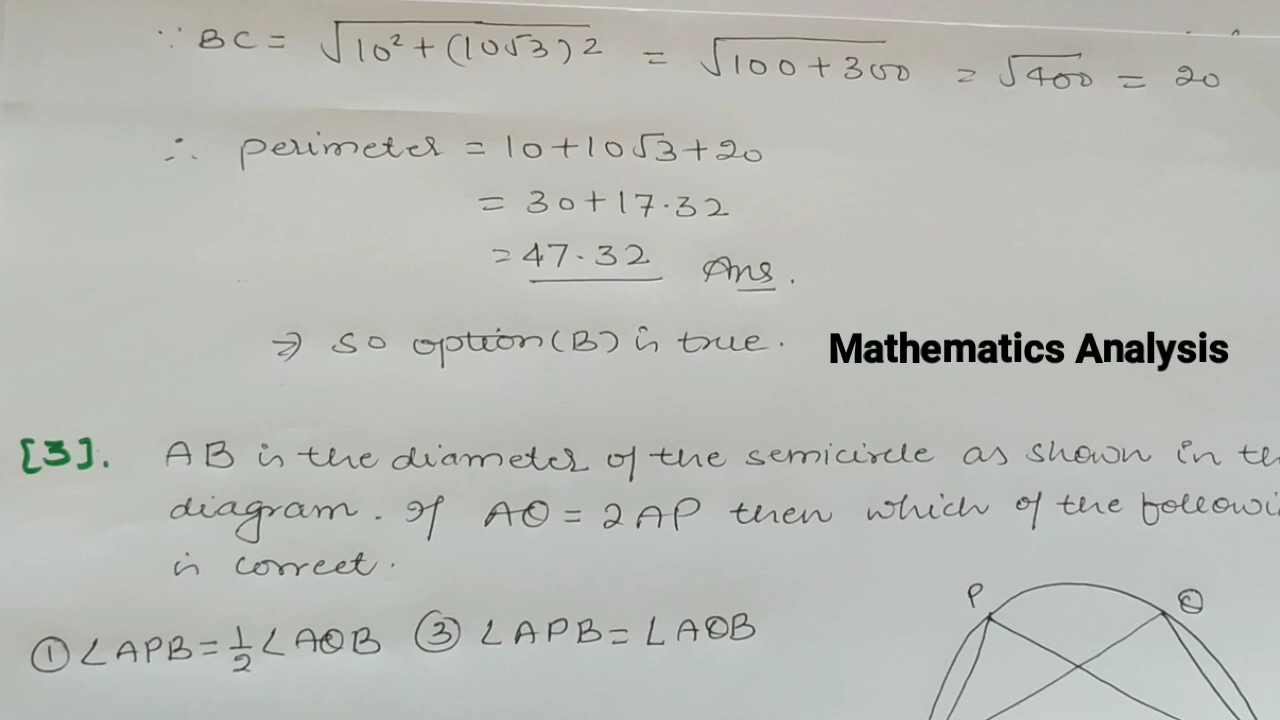 ∵ BC = √10² + (10√3)² = √100 + 300 = √400 = 20
∴ perimeter = 10 + 10√3 + 20
= 30 + 17.32
= 47.32 Ans.
⇒ so option (B) is true.
Mathematics Analysis
[3]. AB is the diameter of the semicircle as shown in
diagram. If AQ = 2AP then which of the
is correct.
① ∠APB = 1/2 ∠AQB ③ ∠APB = ∠AQB
P
Q